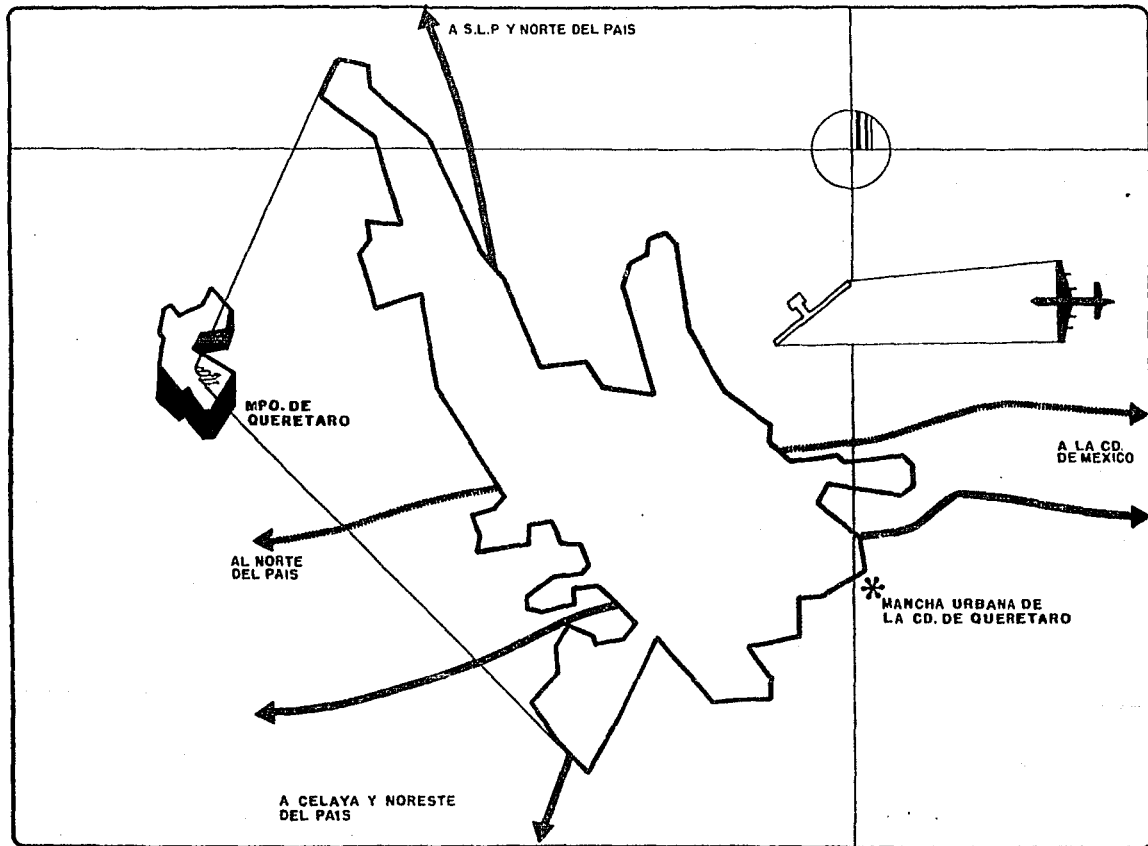 A S.L.P Y NORTE DEL PAIS
MPO. DE
QUERETARO
A LA CD.
DE MEXICO
AL NORTE
DEL PAIS
MANCHA URBANA DE
LA CD. DE QUERETARO
A CELAYA Y NORESTE
DEL PAIS